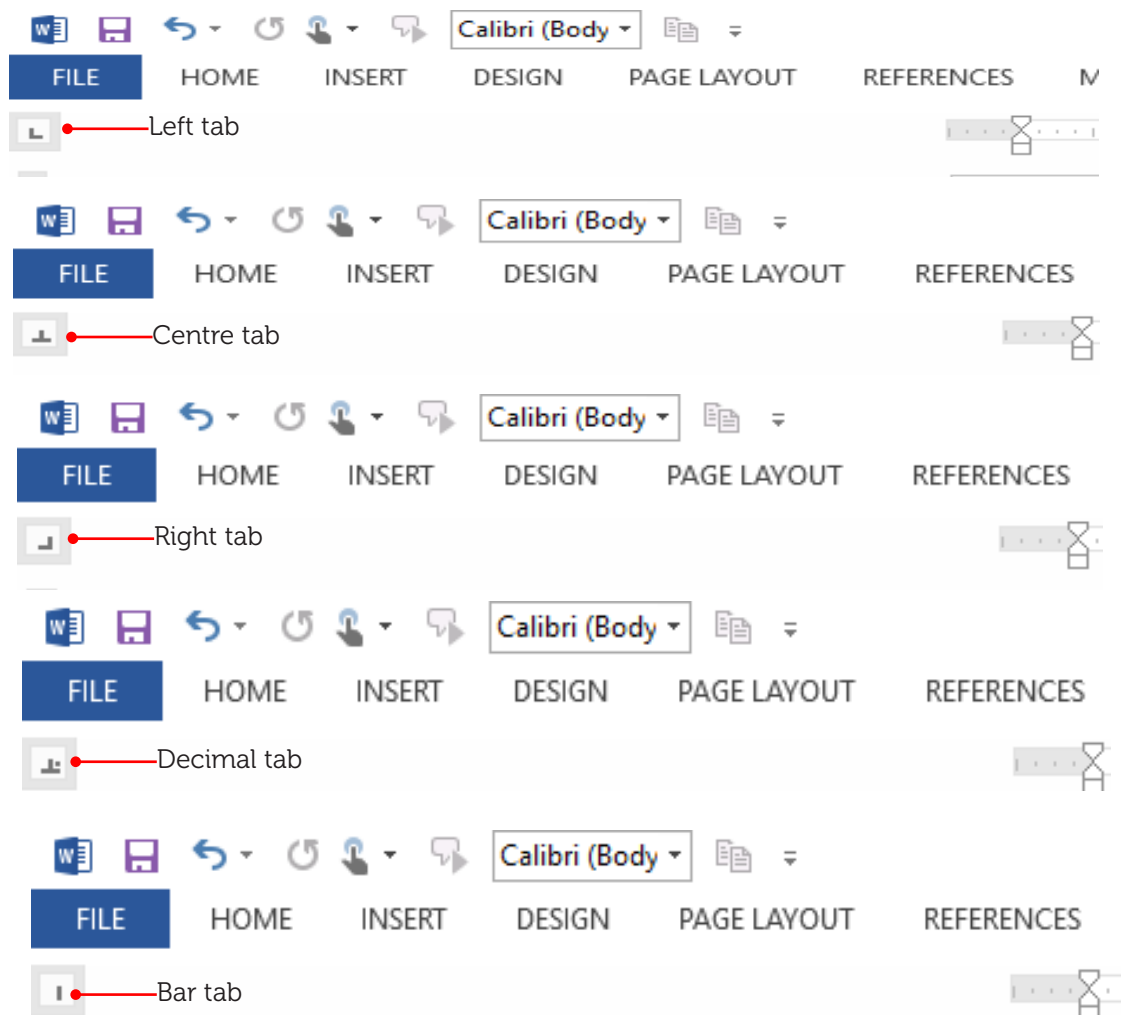 Calibri (Body
FILE HOME INSERT DESIGN PAGE LAYOUT REFERENCES M
Left tab
Calibri (Body
FILE HOME INSERT DESIGN PAGE LAYOUT REFERENCES
Centre tab
Calibri (Body
FILE HOME INSERT DESIGN PAGE LAYOUT REFERENCES
Right tab
Calibri (Body
FILE HOME INSERT DESIGN PAGE LAYOUT REFERENCES
Decimal tab
Calibri (Body
FILE HOME INSERT DESIGN PAGE LAYOUT REFERENCES
Bar tab